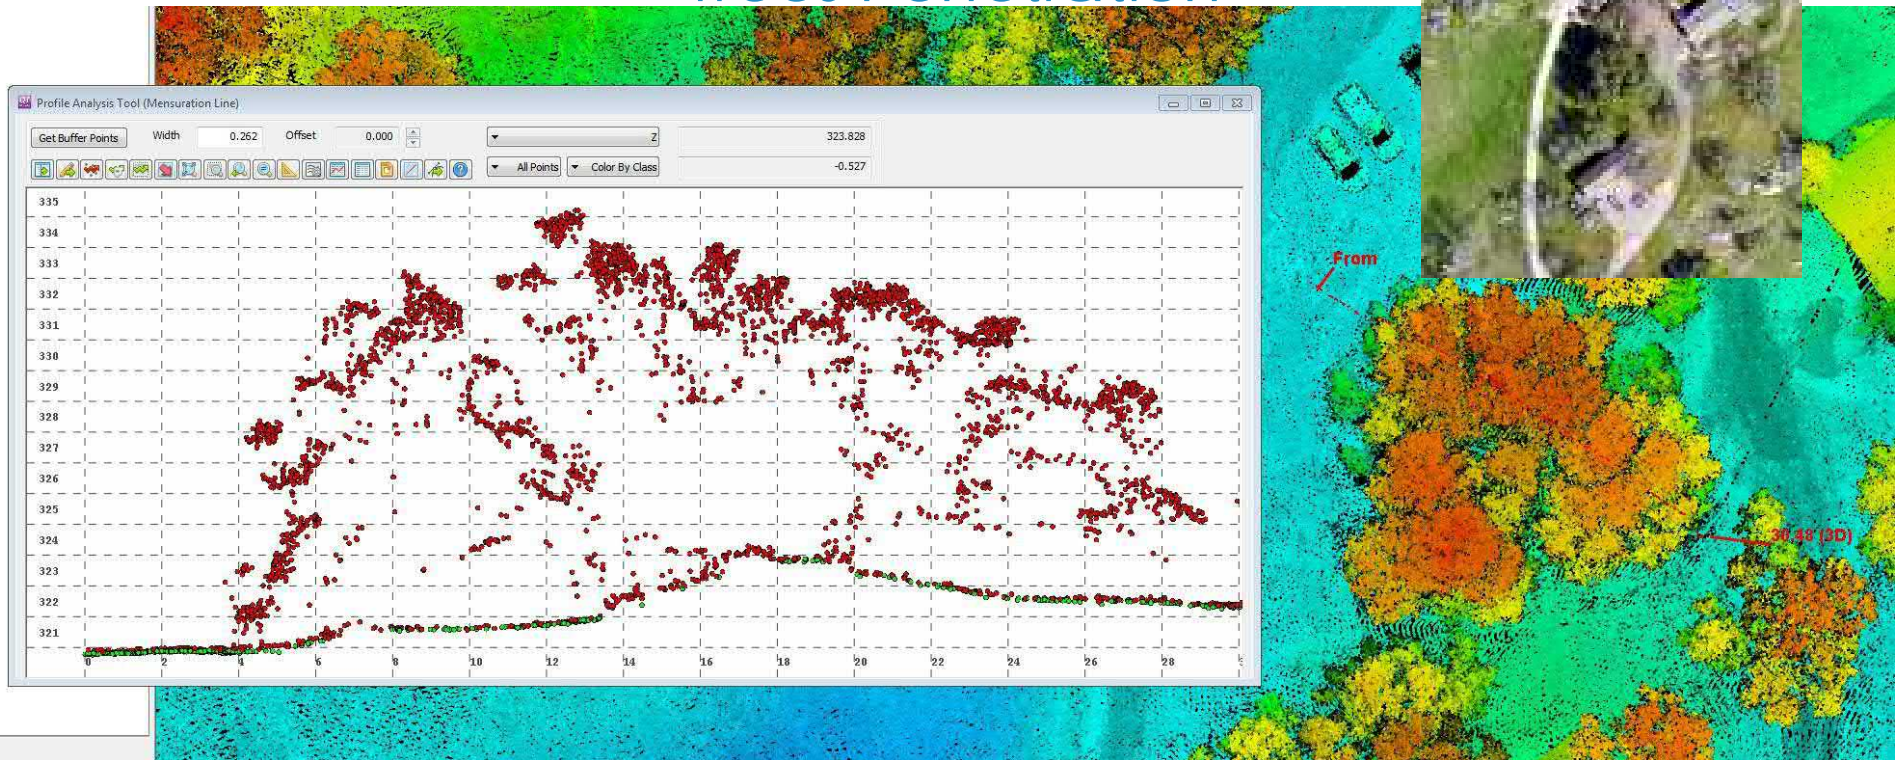 Profile Analysis Tool (Mensuration Line)
Get Buffer Points Width 0.262 Offset 0.000 Z 323.828
All Points Color By Class -0.527
335
334
333
332
331
330
329
328
327
326
325
324
323
322
321
0 2 4 6 8 10 12 14 16 18 20 22 24 26 28
From
30.48 (3D)